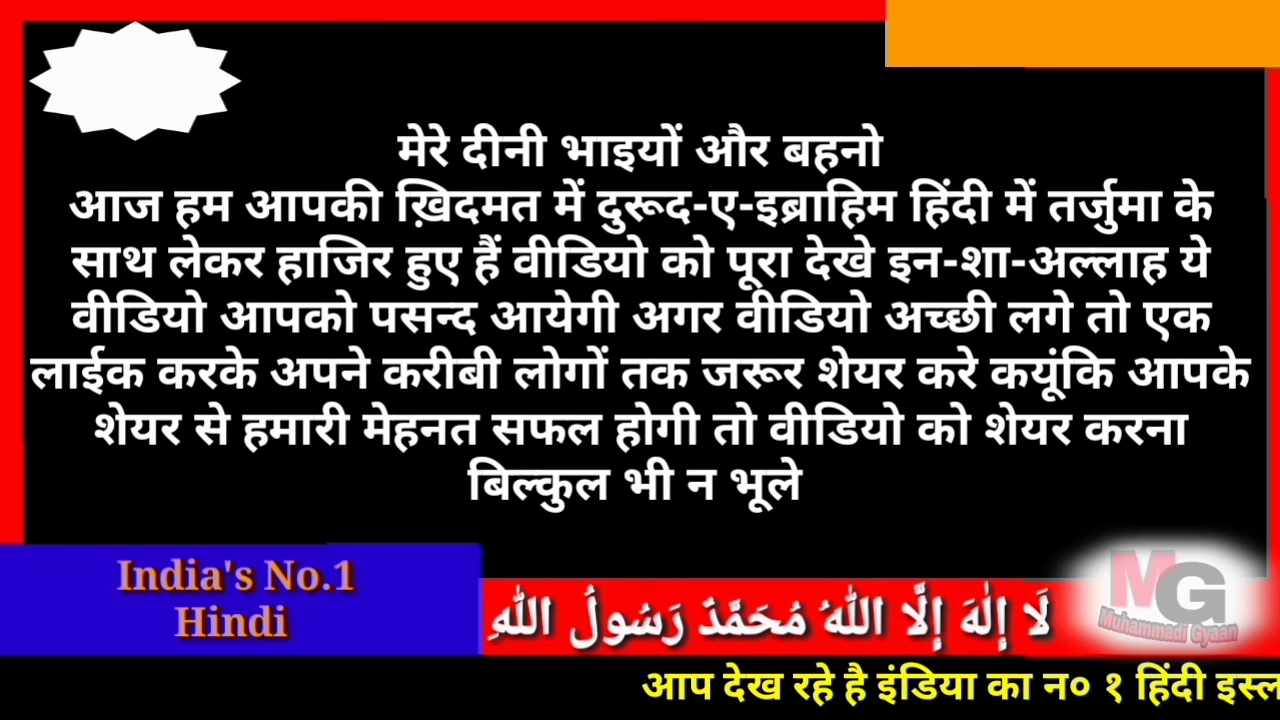 मेरे दीनी भाइयों और बहनो
आज हम आपकी ख़िदमत में दुरूद-ए-इब्राहिम हिंदी में तर्जुमा के
साथ लेकर हाजिर हुए हैं वीडियो को पूरा देखे इन-शा-अल्लाह ये
वीडियो आपको पसन्द आयेगी अगर वीडियो अच्छी लगे तो एक
लाईक करके अपने करीबी लोगों तक जरूर शेयर करे कयूंकि आपके
शेयर से हमारी मेहनत सफल होगी तो वीडियो को शेयर करना
बिल्कुल भी न भूले
India's No.1
Hindi
لَا إِلٰهَ إِلَّا اللّٰهُ مُحَمَّدٌ رَسُولُ اللّٰهِ
MG
Muhammadi Gyaan
आप देख रहे है इंडिया का न० १ हिंदी